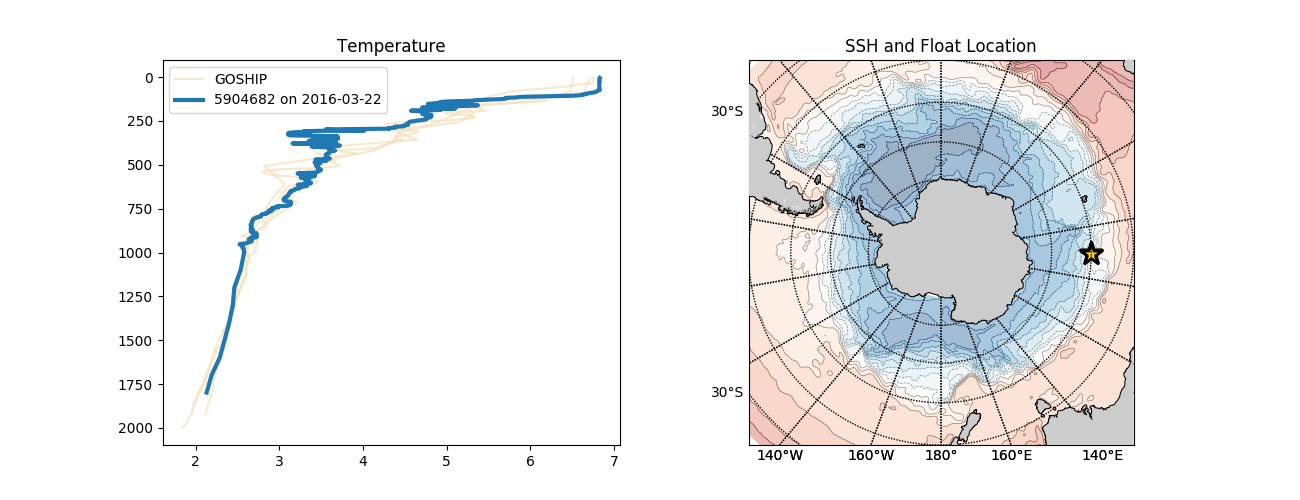 Temperature
GOSHIP
5904682 on 2016-03-22
0
250
500
750
1000
1250
1500
1750
2000
2 3 4 5 6 7
SSH and Float Location
30°S
30°S
140°W 160°W 180° 160°E 140°E